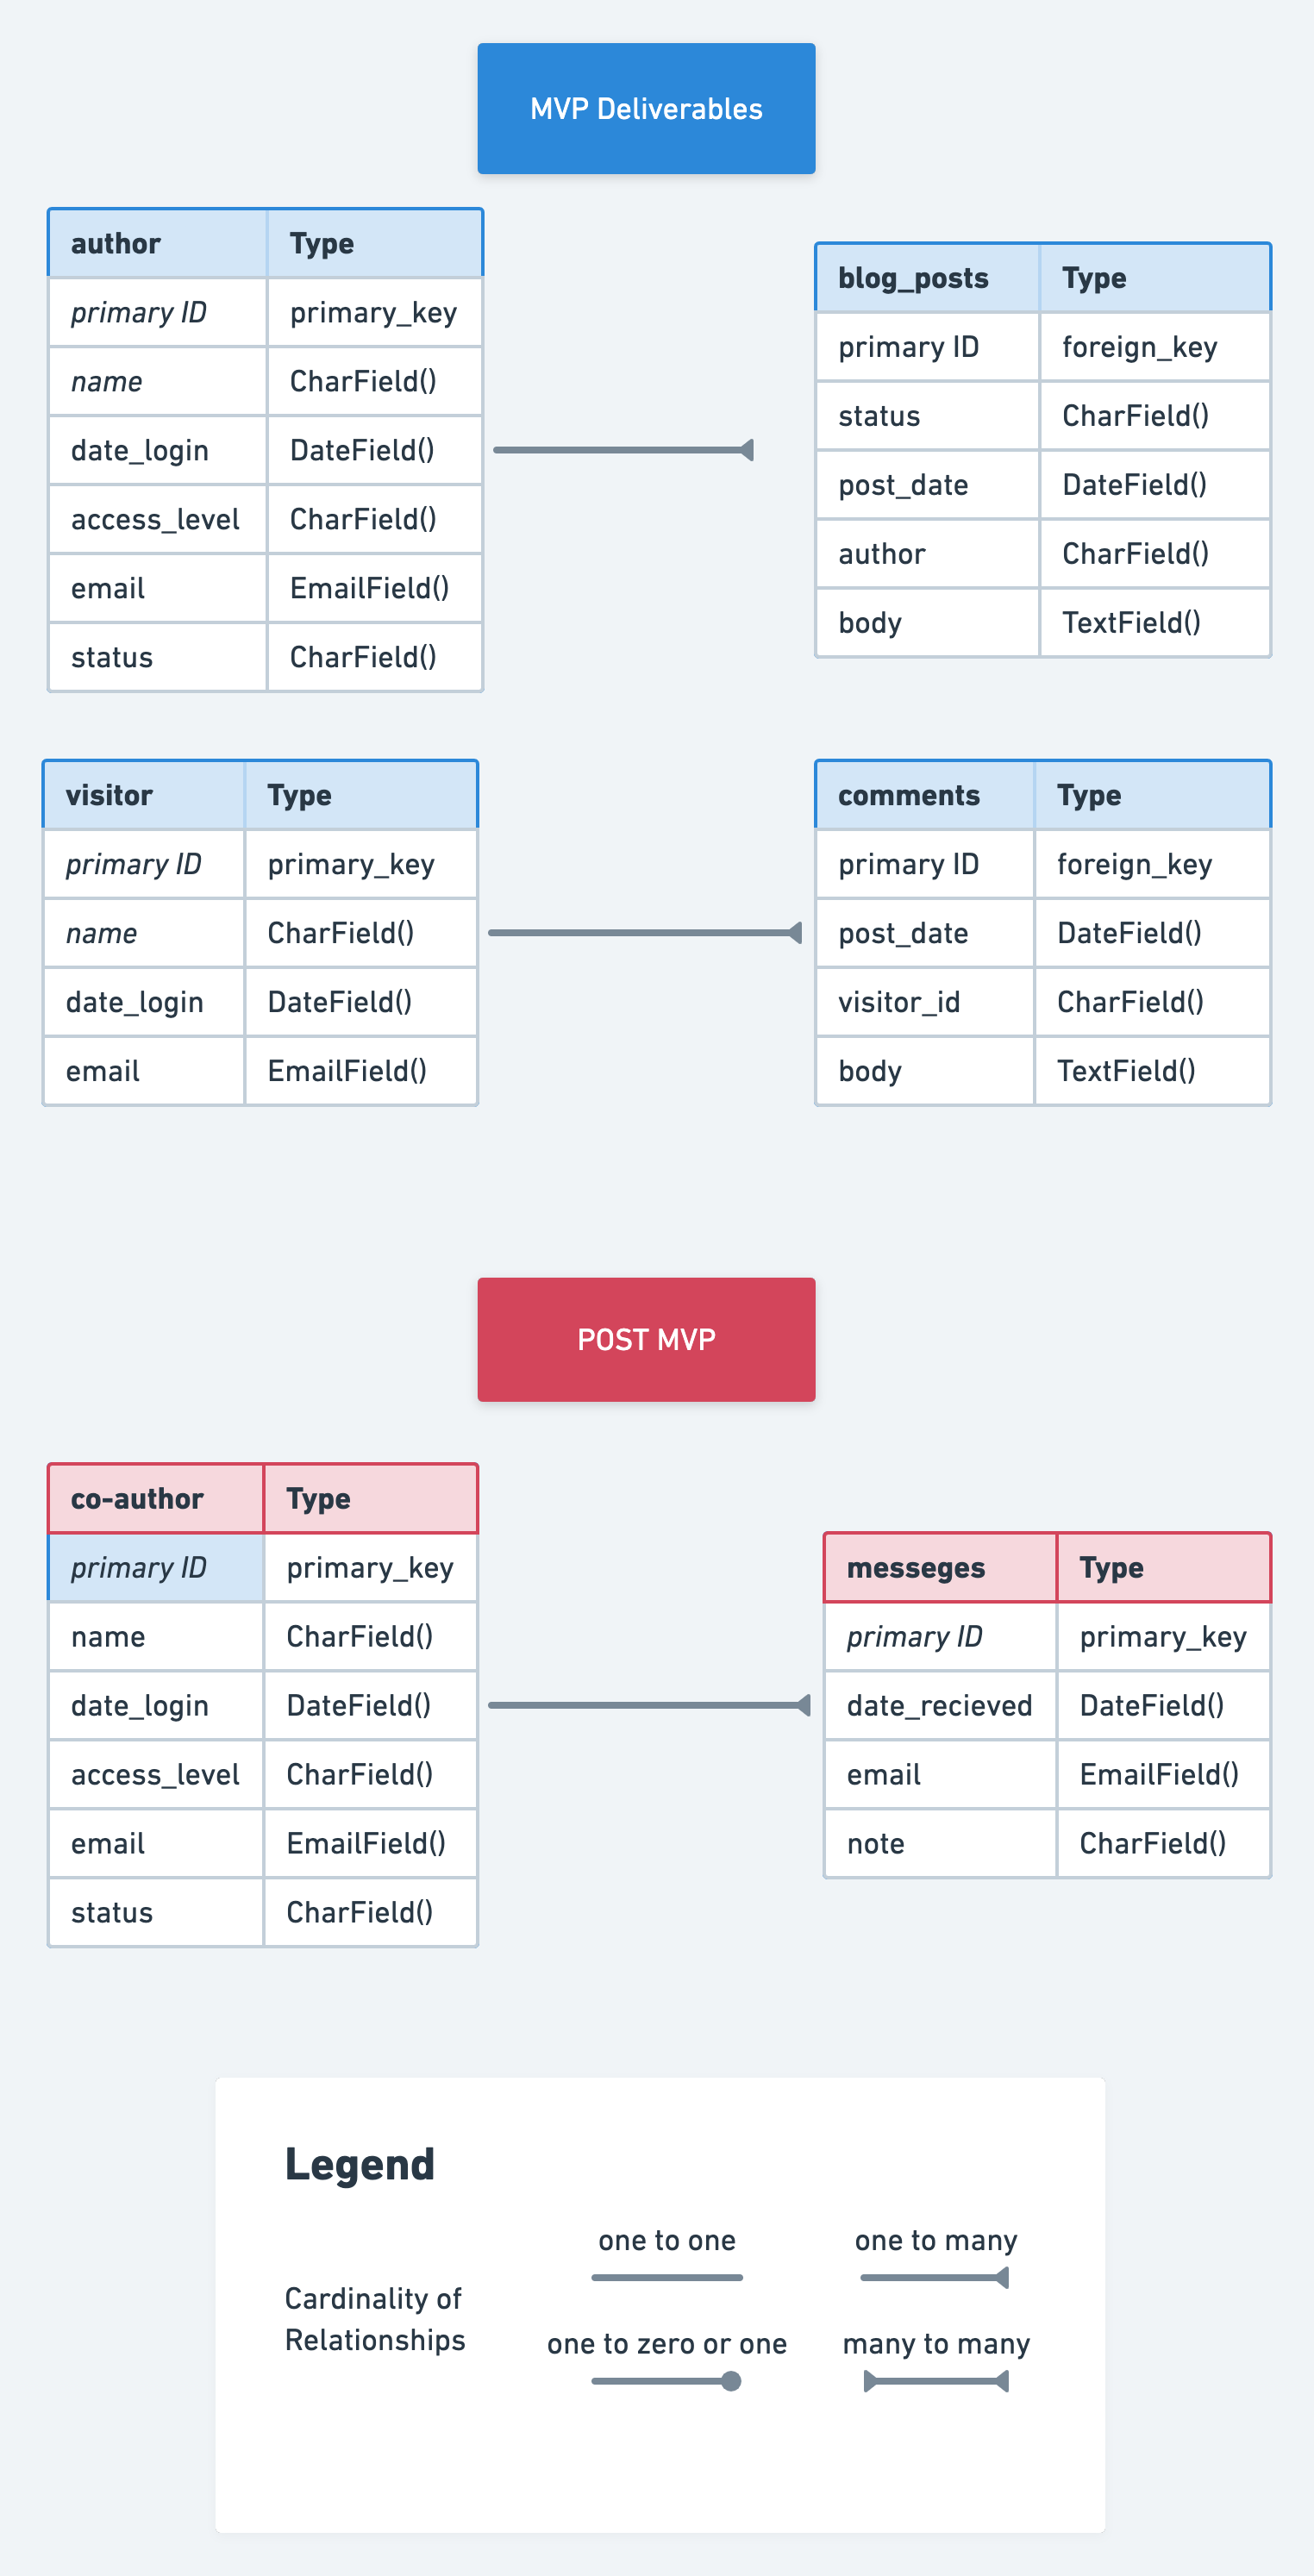 MVP Deliverables
author Type
primary ID primary_key
name CharField()
date_login DateField()
access_level CharField()
email EmailField()
status CharField()
blog_posts Type
primary ID foreign_key
status CharField()
post_date DateField()
author CharField()
body TextField()
visitor Type
primary ID primary_key
name CharField()
date_login DateField()
email EmailField()
comments Type
primary ID foreign_key
post_date DateField()
visitor_id CharField()
body TextField()
POST MVP
co-author Type
primary ID primary_key
name CharField()
date_login DateField()
access_level CharField()
email EmailField()
status CharField()
messeges Type
primary ID primary_key
date_recieved DateField()
email EmailField()
note CharField()
Legend
Cardinality of
Relationships
one to one
one to many
one to zero or one
many to many